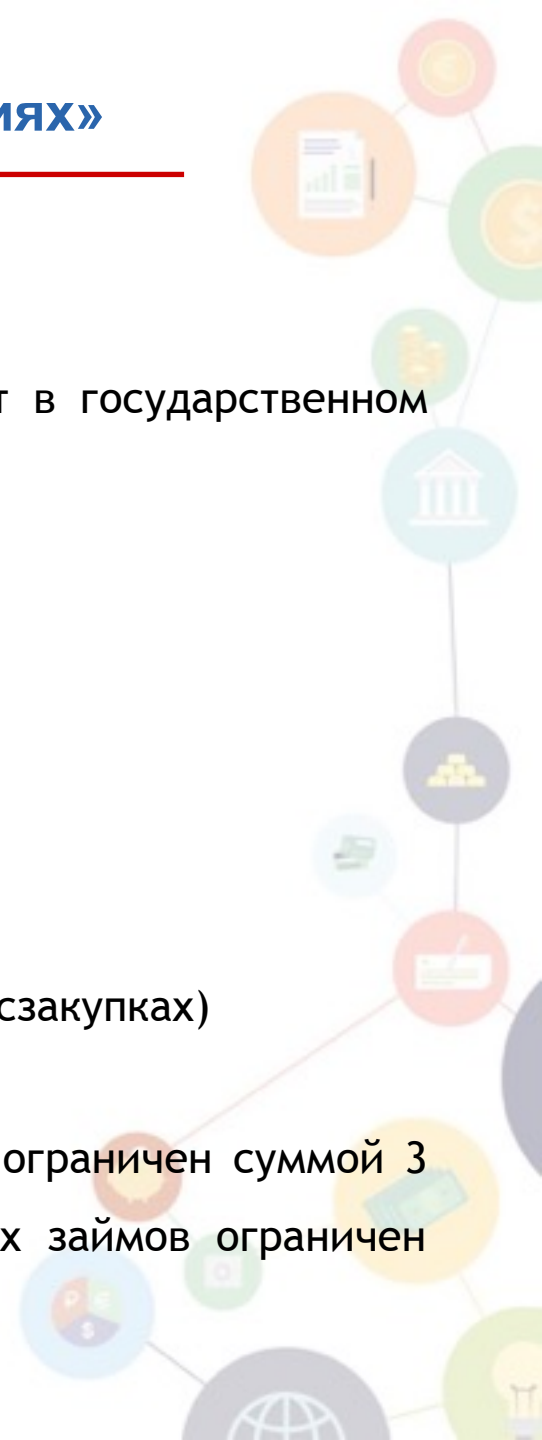 иях»
т в государственном
сзакупках)
ограничен суммой 3
х займов ограничен